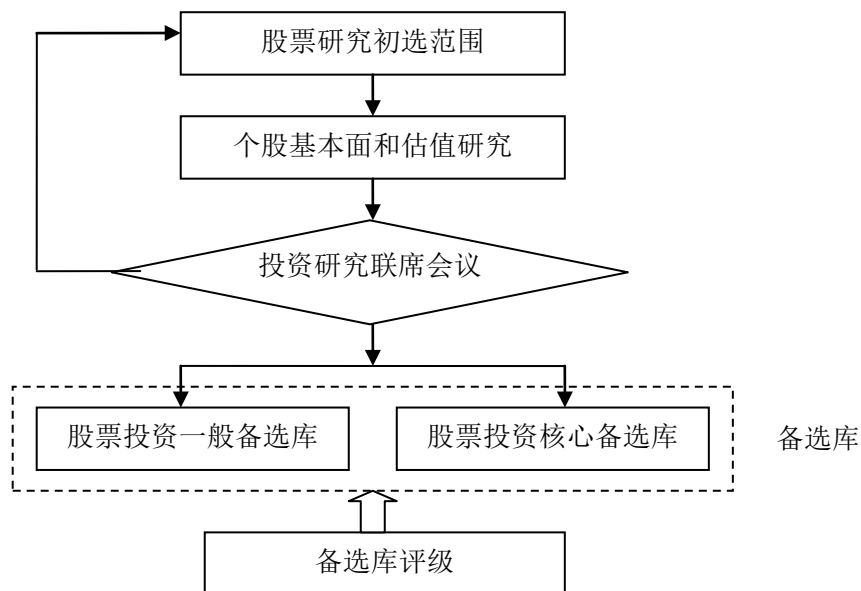 股票研究初选范围
个股基本面和估值研究
投资研究联席会议
股票投资一般备选库
股票投资核心备选库
备选库
备选库评级